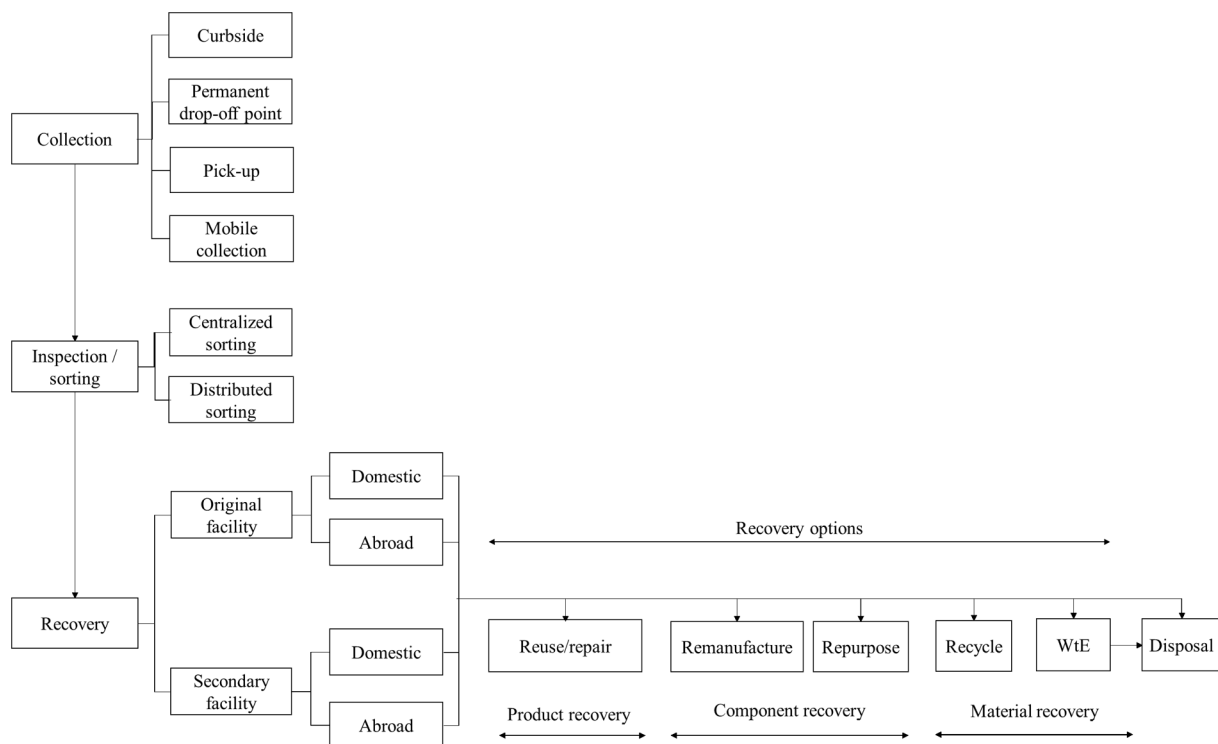 Curbside
Permanent
drop-off point
Collection
Pick-up
Mobile
collection
Centralized
sorting
Inspection /
sorting
Distributed
sorting
Domestic
Original
facility
Abroad
Recovery options
Recovery
Domestic
Reuse/repair
Remanufacture
Repurpose
Recycle
WtE
Disposal
Secondary
facility
Abroad
Product recovery
Component recovery
Material recovery